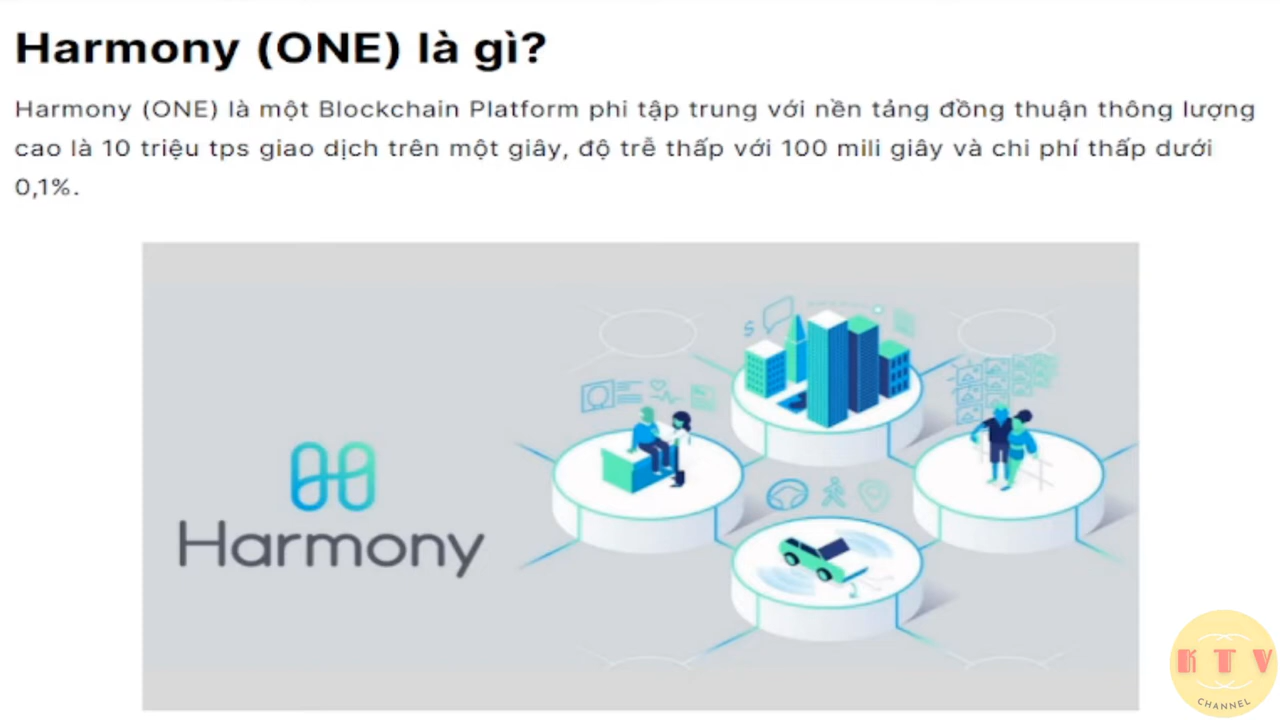 Harmony (ONE) là gì?
Harmony (ONE) là một Blockchain Platform phi tập trung với nền tảng đồng thuận thông lượng
cao là 10 triệu tps giao dịch trên một giây, độ trễ thấp với 100 mili giây và chi phí thấp dưới
0,1%.
$
Harmony
KTV
CHANNEL